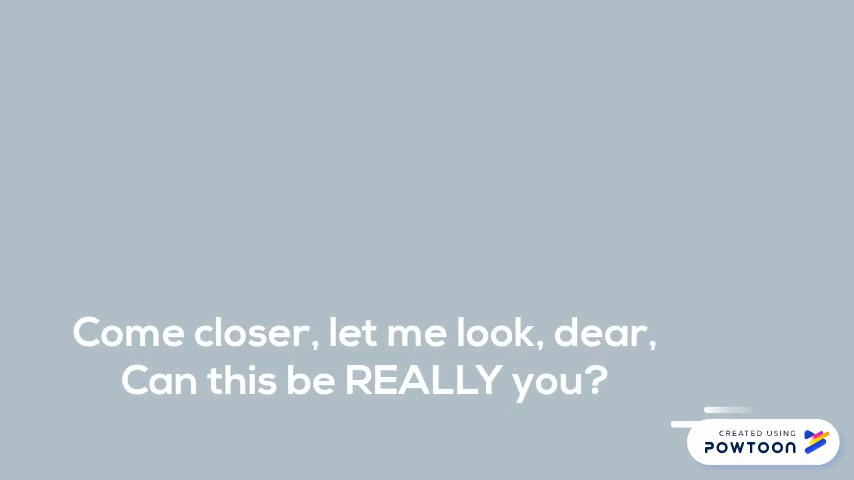 Come closer, let me look, dear,
Can this be REALLY you?
CREATED USING
POWTOON